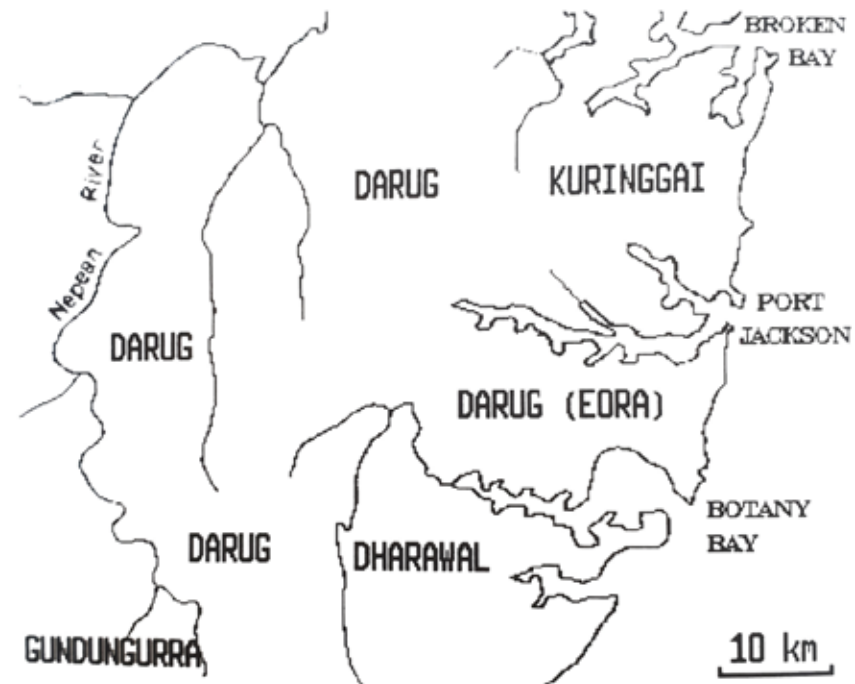 BROKEN
BAY
River
DARUG
KURINGGAI
Nepean
PORT
JACKSON
DARUG
DARUG (EORA)
BOTANY
BAY
DARUG
DHARAWAL
GUNDUNGURRA
10 km